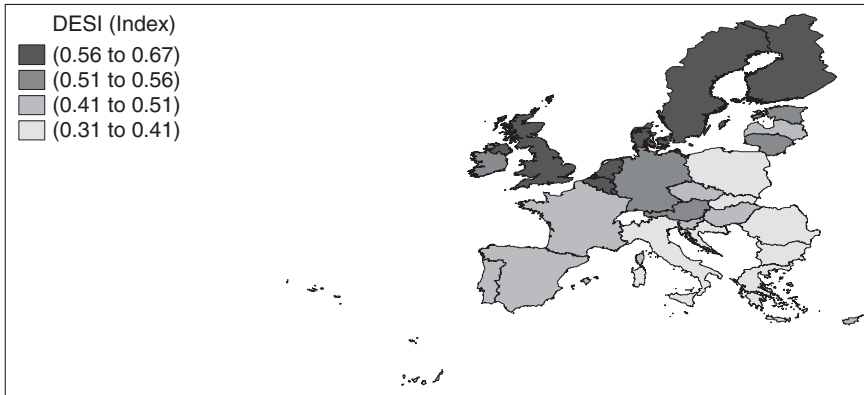 DESI (Index)
(0.56 to 0.67)
(0.51 to 0.56)
(0.41 to 0.51)
(0.31 to 0.41)